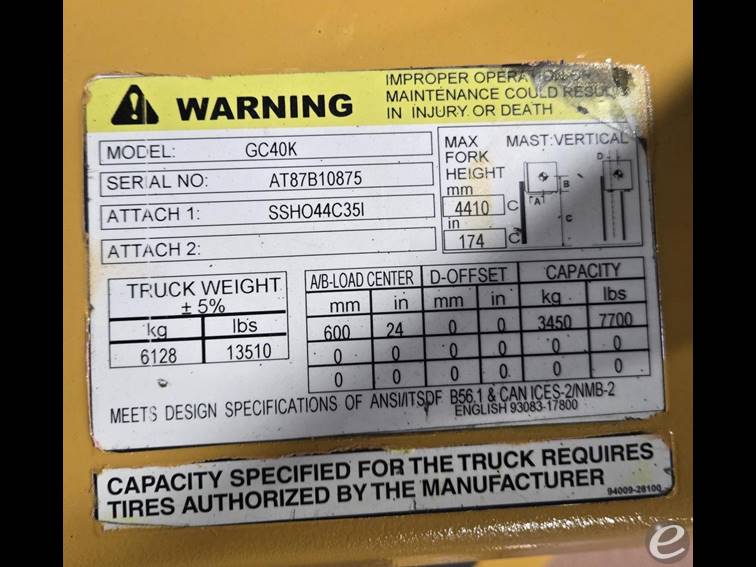 WARNING
IMPROPER OPERATION OR
MAINTENANCE COULD RESULT
IN INJURY OR DEATH
MODEL: GC40K
SERIAL NO: AT87B10875
ATTACH 1: SSHO44C35I
ATTACH 2:
MAX
FORK
HEIGHT
mm
4410 C
in
174 C
MAST:VERTICAL
D
B
A
C
TRUCK WEIGHT
± 5%
kg lbs
6128 13510
A/B-LOAD CENTER D-OFFSET CAPACITY
mm in mm in kg lbs
600 24 0 0 3450 7700
0 0 0 0 0 0
0 0 0 0 0 0
MEETS DESIGN SPECIFICATIONS OF ANSI/ITSDF B56.1 & CAN ICES-2/NMB-2
ENGLISH 93083-17800
CAPACITY SPECIFIED FOR THE TRUCK REQUIRES
TIRES AUTHORIZED BY THE MANUFACTURER
94009-26100
e